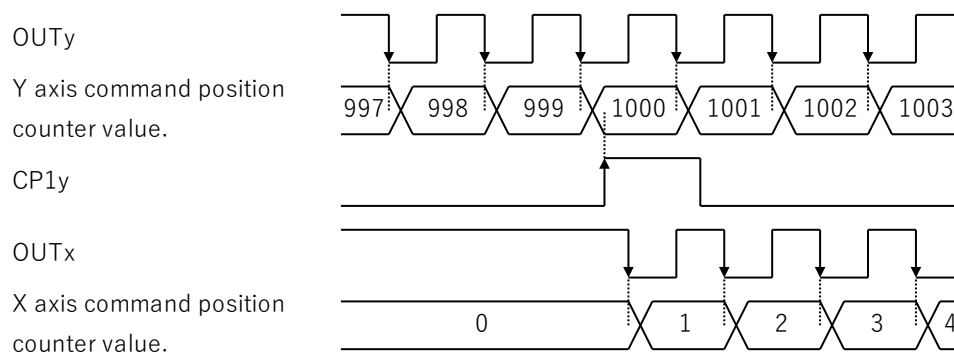 OUTy
Y axis command position
counter value.
997 998 999 1000 1001 1002 1003
CP1y
OUTx
X axis command position
counter value.
0 1 2 3 4